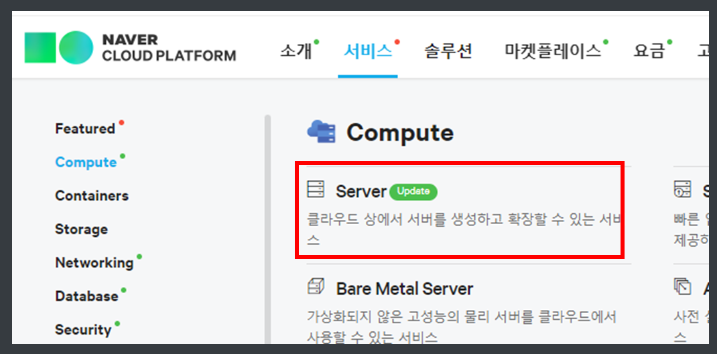 NAVER
CLOUD PLATFORM
소개
서비스
솔루션
마켓플레이스
요금
Featured
Compute
Containers
Storage
Networking
Database
Security
Compute
Server Update
클라우드 상에서 서버를 생성하고 확장할 수 있는 서비
스
빠른
제공하
Bare Metal Server
가상화되지 않은 고성능의 물리 서버를 클라우드에서
사용할 수 있는 서비스
사전
스